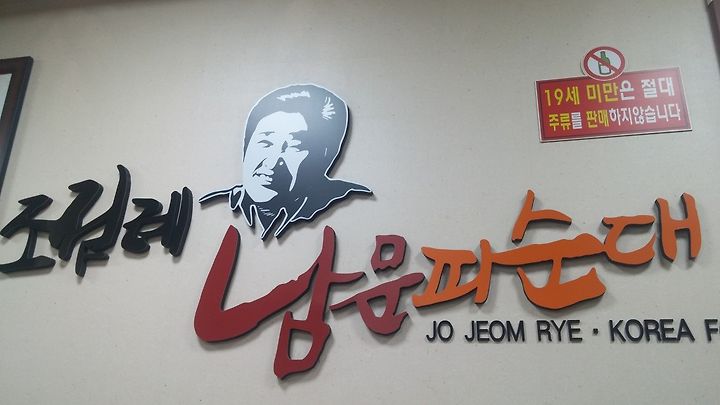 19세 미만은 절대
주류를 판매하지않습니다
조점례 남문피순대
JO JEOM RYE · KOREA